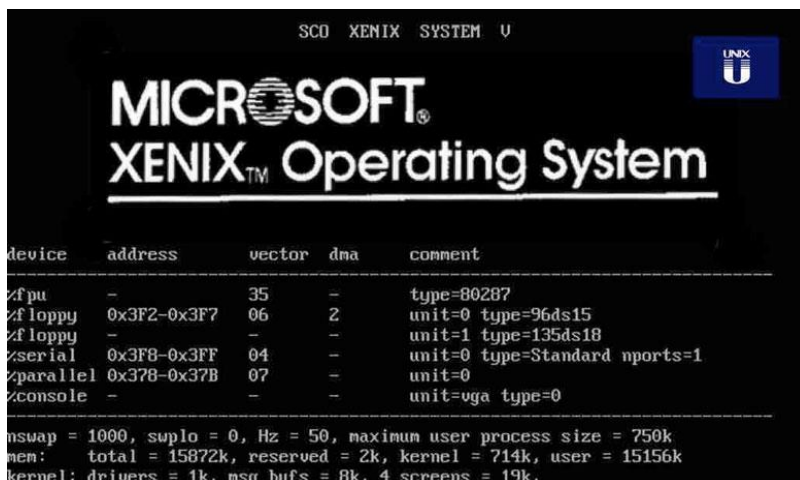 SCO XENIX SYSTEM V
UNIX
U
MICROSOFT®
XENIX™ Operating System
device address vector dma comment
%fpu - 35 - type=80287
%floppy 0x3F2-0x3F7 06 2 unit=0 type=96ds15
%floppy - - - unit=1 type=135ds18
%serial 0x3F8-0x3FF 04 - unit=0 type=Standard nports=1
%parallel 0x378-0x37B 07 - unit=0
%console - - - unit=vga type=0
nswap = 1000, swplo = 0, Hz = 50, maximum user process size = 750k
mem: total = 15872k, reserved = 2k, kernel = 714k, user = 15156k
kernel: drivers = 1k, msg bufs = 8k, 4 screens = 19k,